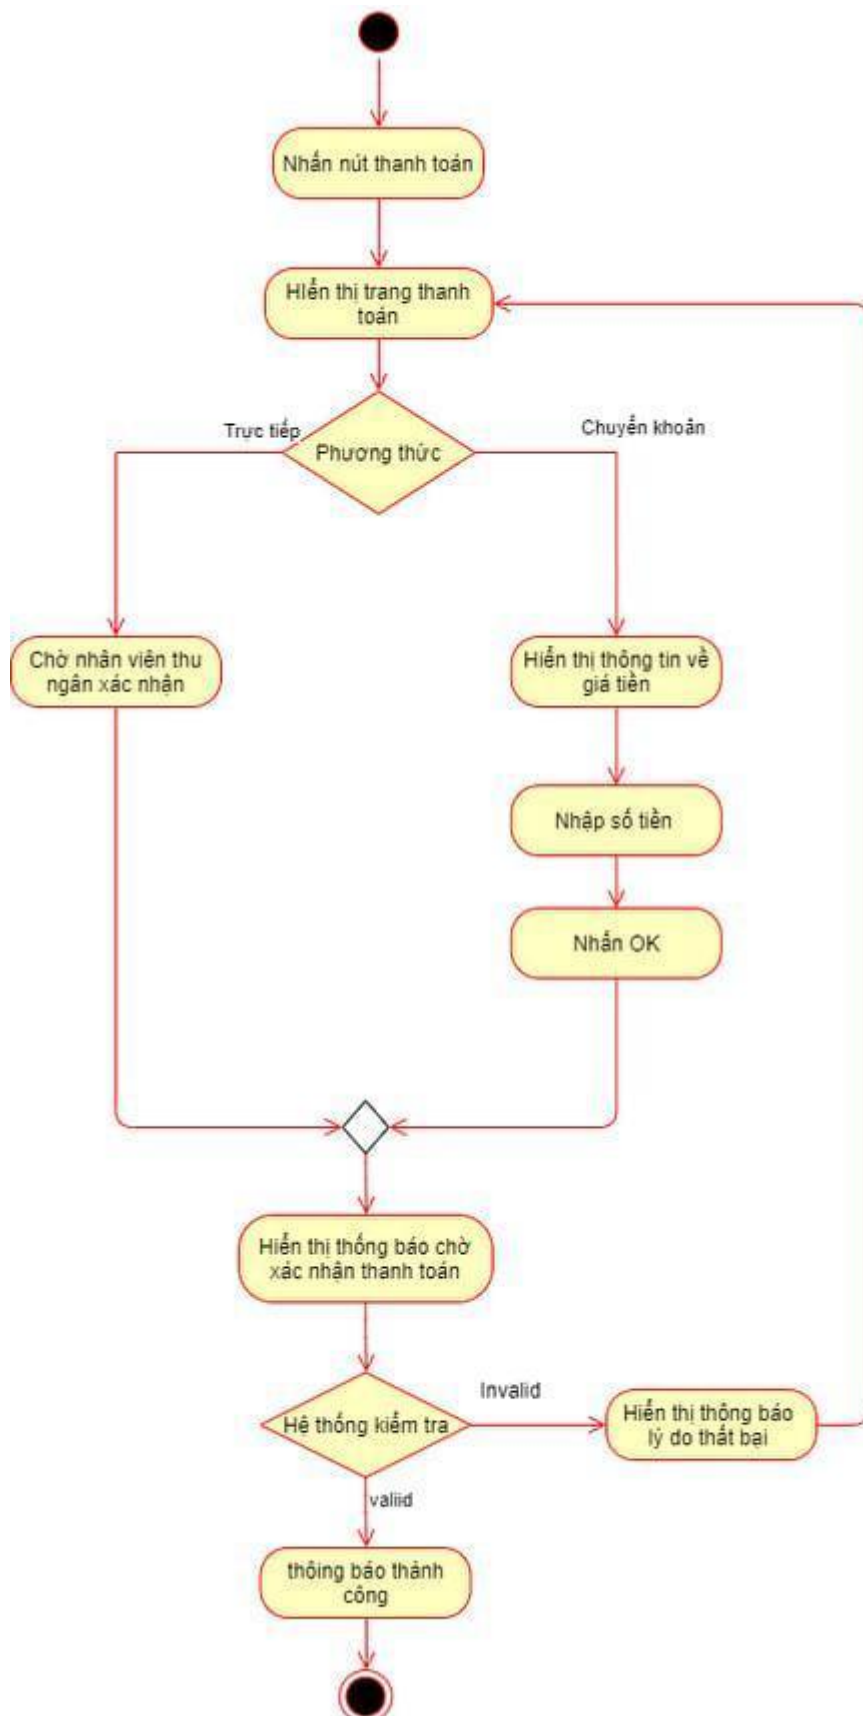 Nhấn nút thanh toán
HIển thị trang thanh
toán
Trực tiếp
Chuyển khoản
Phương thức
Chờ nhân viên thu
ngân xác nhận
Hiển thị thông tin về
giá tiền
Nhập số tiền
Nhấn OK
Hiển thị thống báo chờ
xác nhận thanh toán
Invalid
Hệ thống kiểm tra
Hiển thị thông báo
lý do thất bại
valiid
thôing báo thành
công